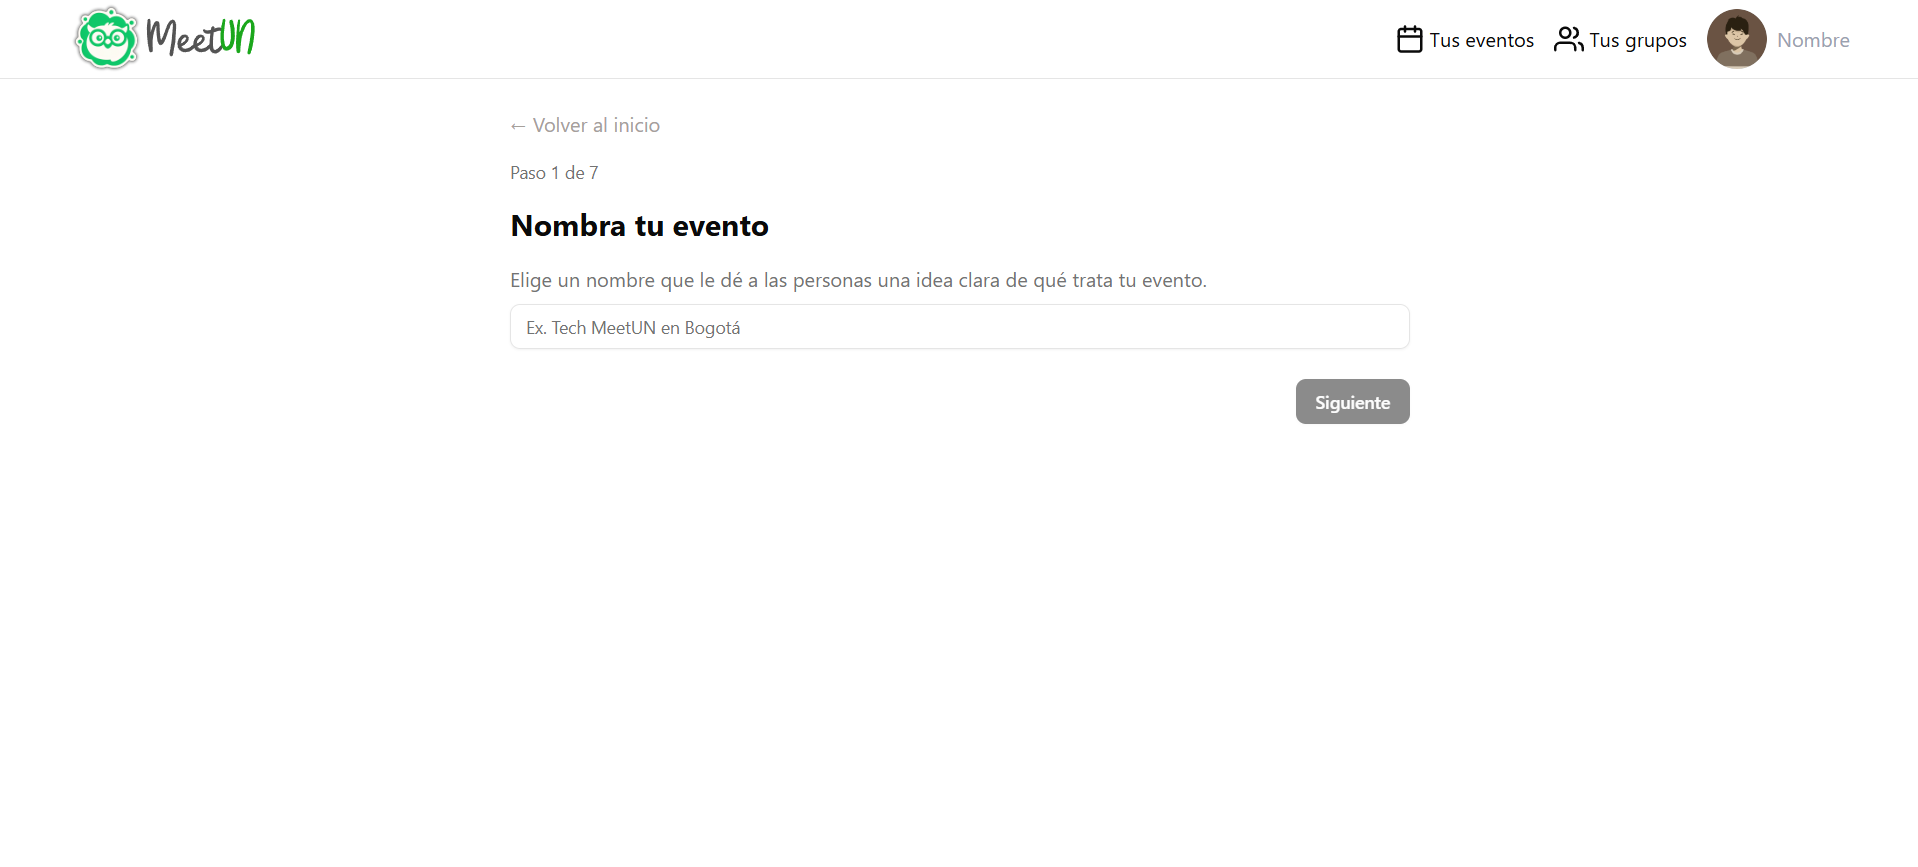 MeetUN
Tus eventos
Tus grupos
Nombre
← Volver al inicio
Paso 1 de 7
Nombra tu evento
Elige un nombre que le dé a las personas una idea clara de qué trata tu evento.
Ex. Tech MeetUN en Bogotá
Siguiente